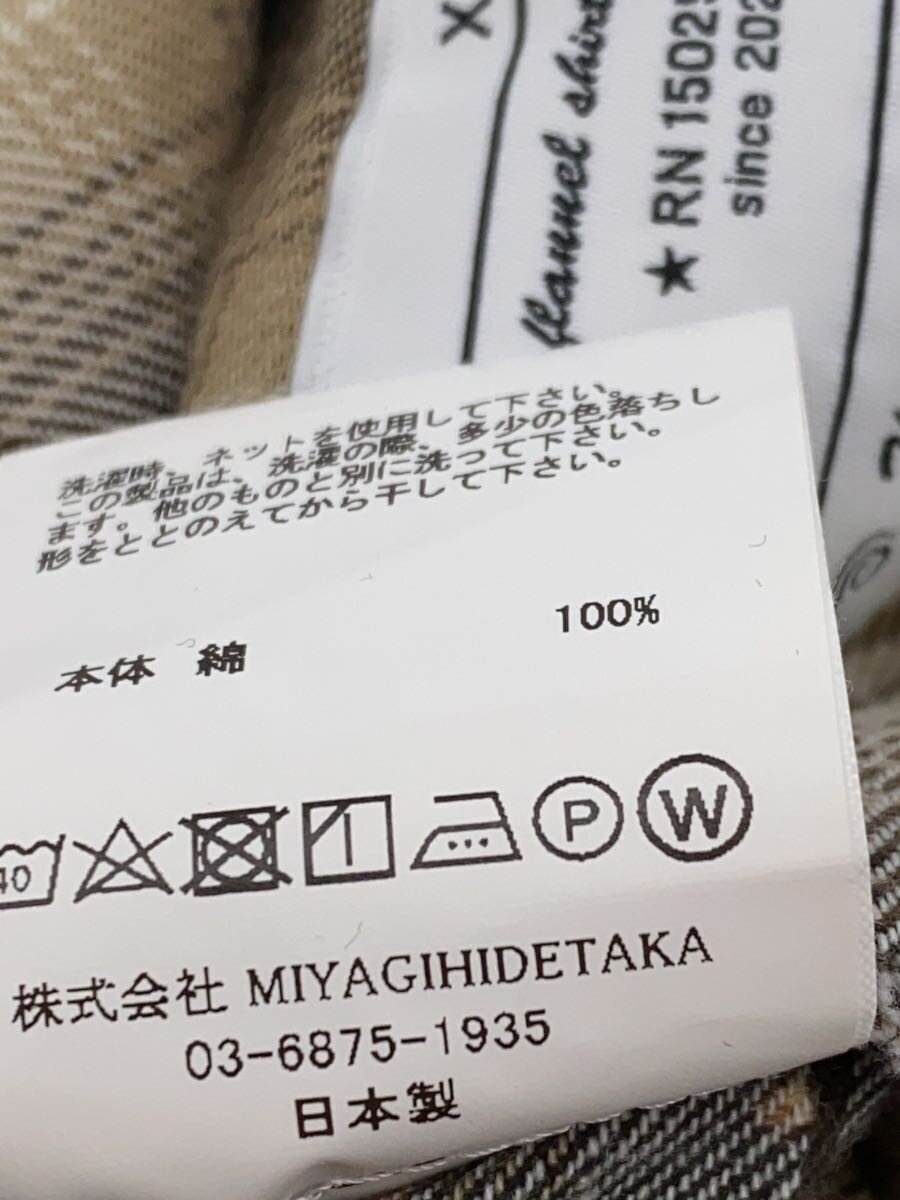 flannel shirt
★ RN 1502
since 202
洗濯時、ネットを使用して下さい。
この製品は、洗濯の際、多少の色落ちし
ます。他のものと別に洗って下さい。
形をととのえてから干して下さい。
本体 綿 100%
40
P
W
株式会社 MIYAGIHIDETAKA
03-6875-1935
日本製